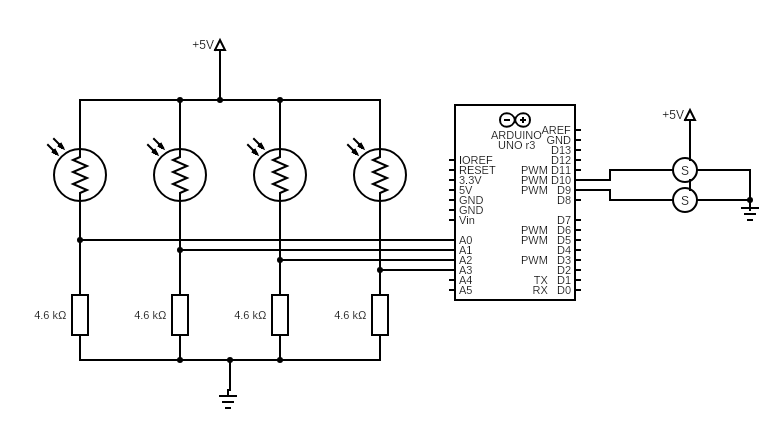 +5V
4.6 kΩ
4.6 kΩ
4.6 kΩ
4.6 kΩ
ARDUINO
UNO r3
IOREF
RESET
3.3V
5V
GND
GND
Vin
A0
A1
A2
A3
A4
A5
AREF
GND
D13
D12
PWM D11
PWM D10
PWM D9
D8
D7
PWM D6
PWM D5
D4
PWM D3
D2
TX D1
RX D0
+5V
S
S